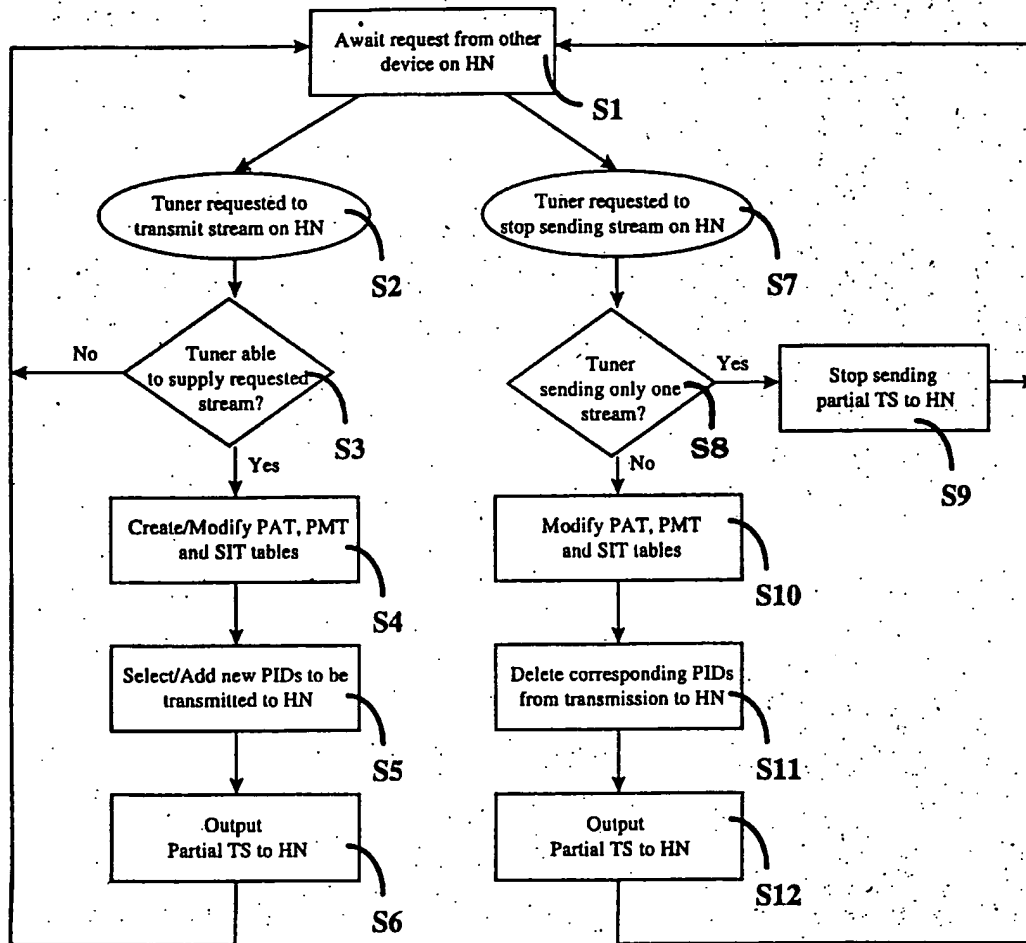 Await request from other
device on HN
S1
Tuner requested to
transmit stream on HN
S2
Tuner requested to
stop sending stream on HN
S7
No
Tuner able
to supply requested
stream?
S3
Yes
Tuner
sending only one
stream?
S8
Yes
No
Stop sending
partial TS to HN
S9
Create/Modify PAT, PMT
and SIT tables
S4
Modify PAT, PMT
and SIT tables
S10
Select/Add new PIDs to be
transmitted to HN
S5
Delete corresponding PIDs
from transmission to HN
S11
Output
Partial TS to HN
S6
Output
Partial TS to HN
S12